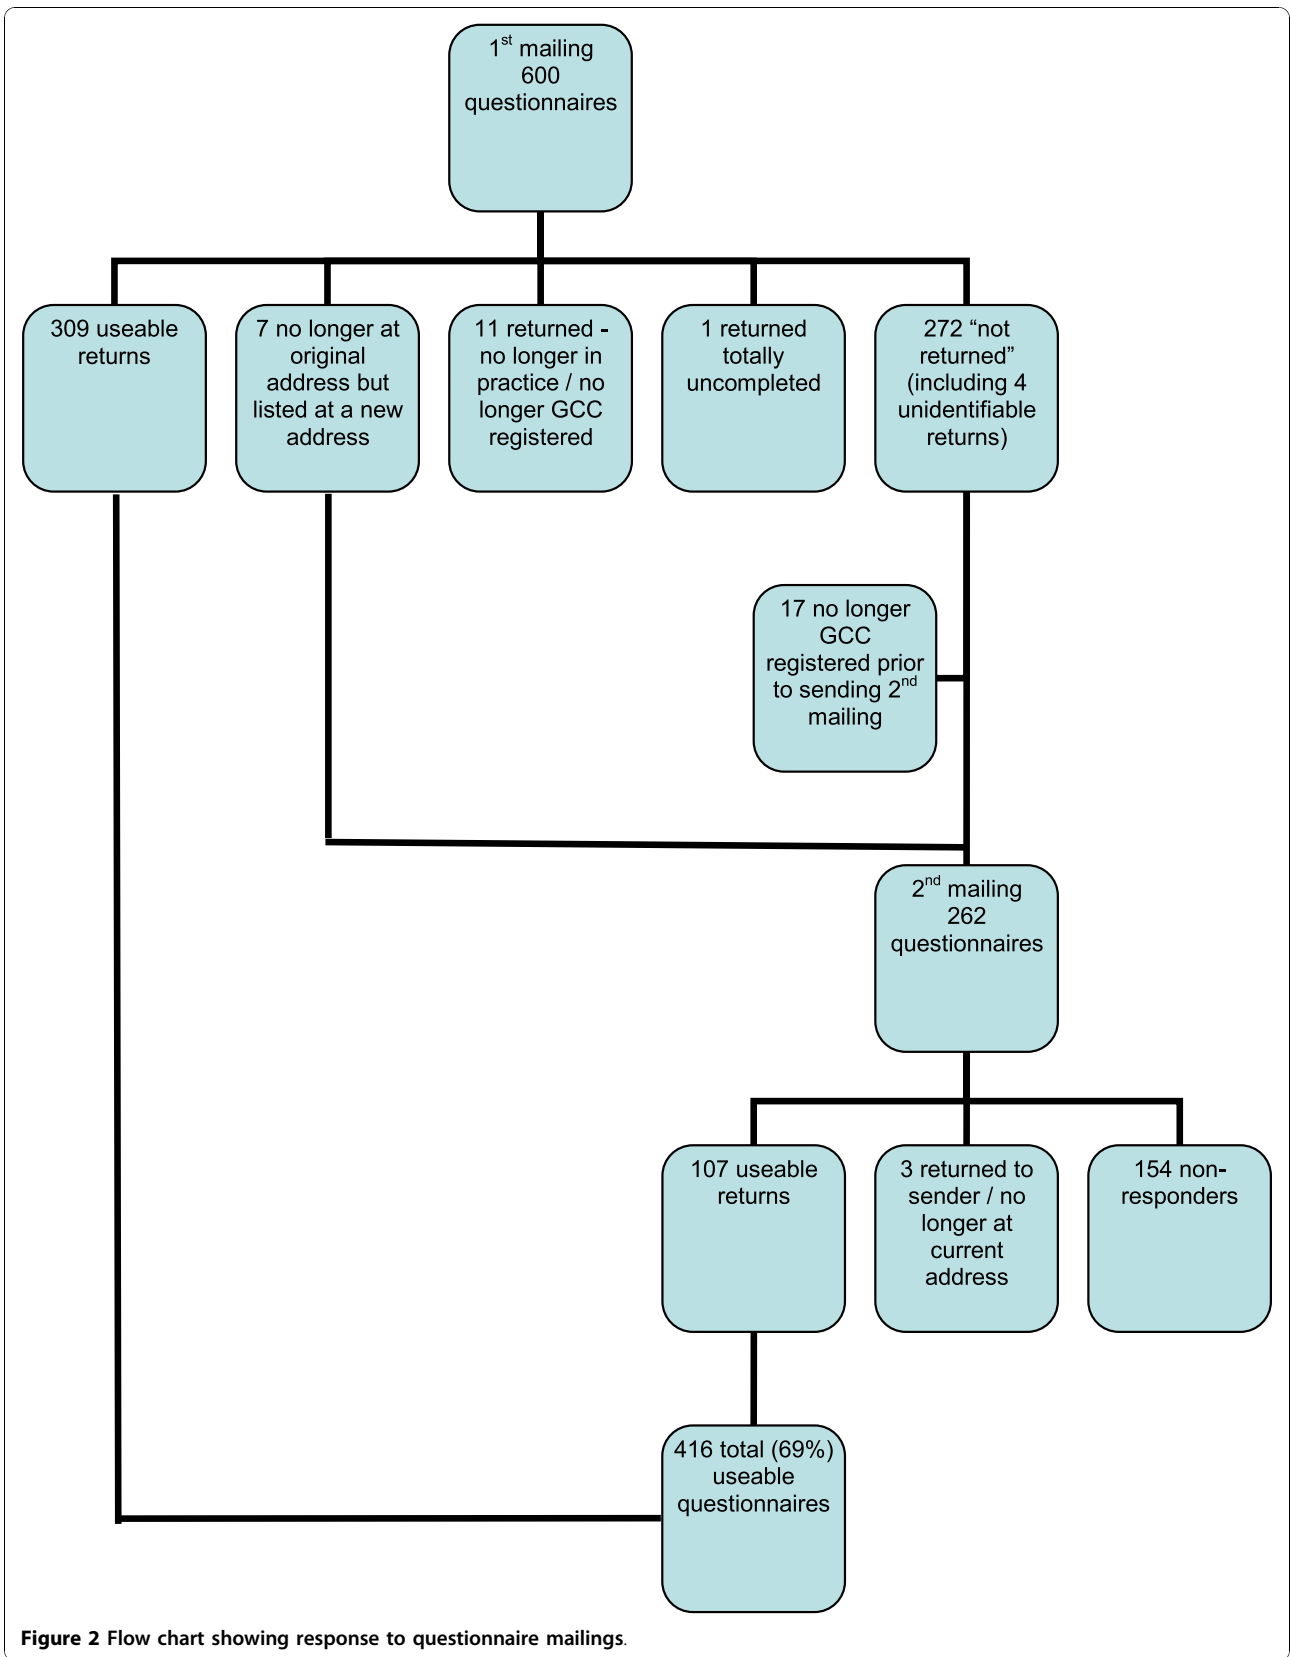 1st mailing
600
questionnaires
309 useable
returns
7 no longer at
original
address but
listed at a new
address
11 returned -
no longer in
practice / no
longer GCC
registered
1 returned
totally
uncompleted
272 “not
returned”
(including 4
unidentifiable
returns)
17 no longer
GCC
registered prior
to sending 2nd
mailing
2nd mailing
262
questionnaires
107 useable
returns
3 returned to
sender / no
longer at
current
address
154 non-
responders
416 total (69%)
useable
questionnaires
Figure 2 Flow chart showing response to questionnaire mailings.